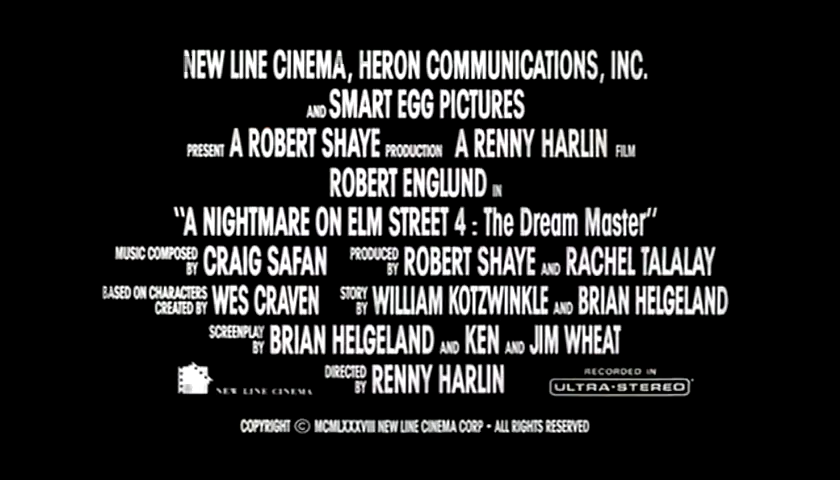 NEW LINE CINEMA, HERON COMMUNICATIONS, INC.
AND SMART EGG PICTURES
PRESENT A ROBERT SHAYE PRODUCTION A RENNY HARLIN FILM
ROBERT ENGLUND IN
"A NIGHTMARE ON ELM STREET 4 : The Dream Master"
MUSIC COMPOSED BY CRAIG SAFAN PRODUCED BY ROBERT SHAYE AND RACHEL TALALAY
BASED ON CHARACTERS CREATED BY WES CRAVEN STORY BY WILLIAM KOTZWINKLE AND BRIAN HELGELAND
SCREENPLAY BY BRIAN HELGELAND AND KEN AND JIM WHEAT
DIRECTED BY RENNY HARLIN
NEW LINE CINEMA
RECORDED IN
ULTRA·STEREO
COPYRIGHT © MCMLXXXVIII NEW LINE CINEMA CORP • ALL RIGHTS RESERVED